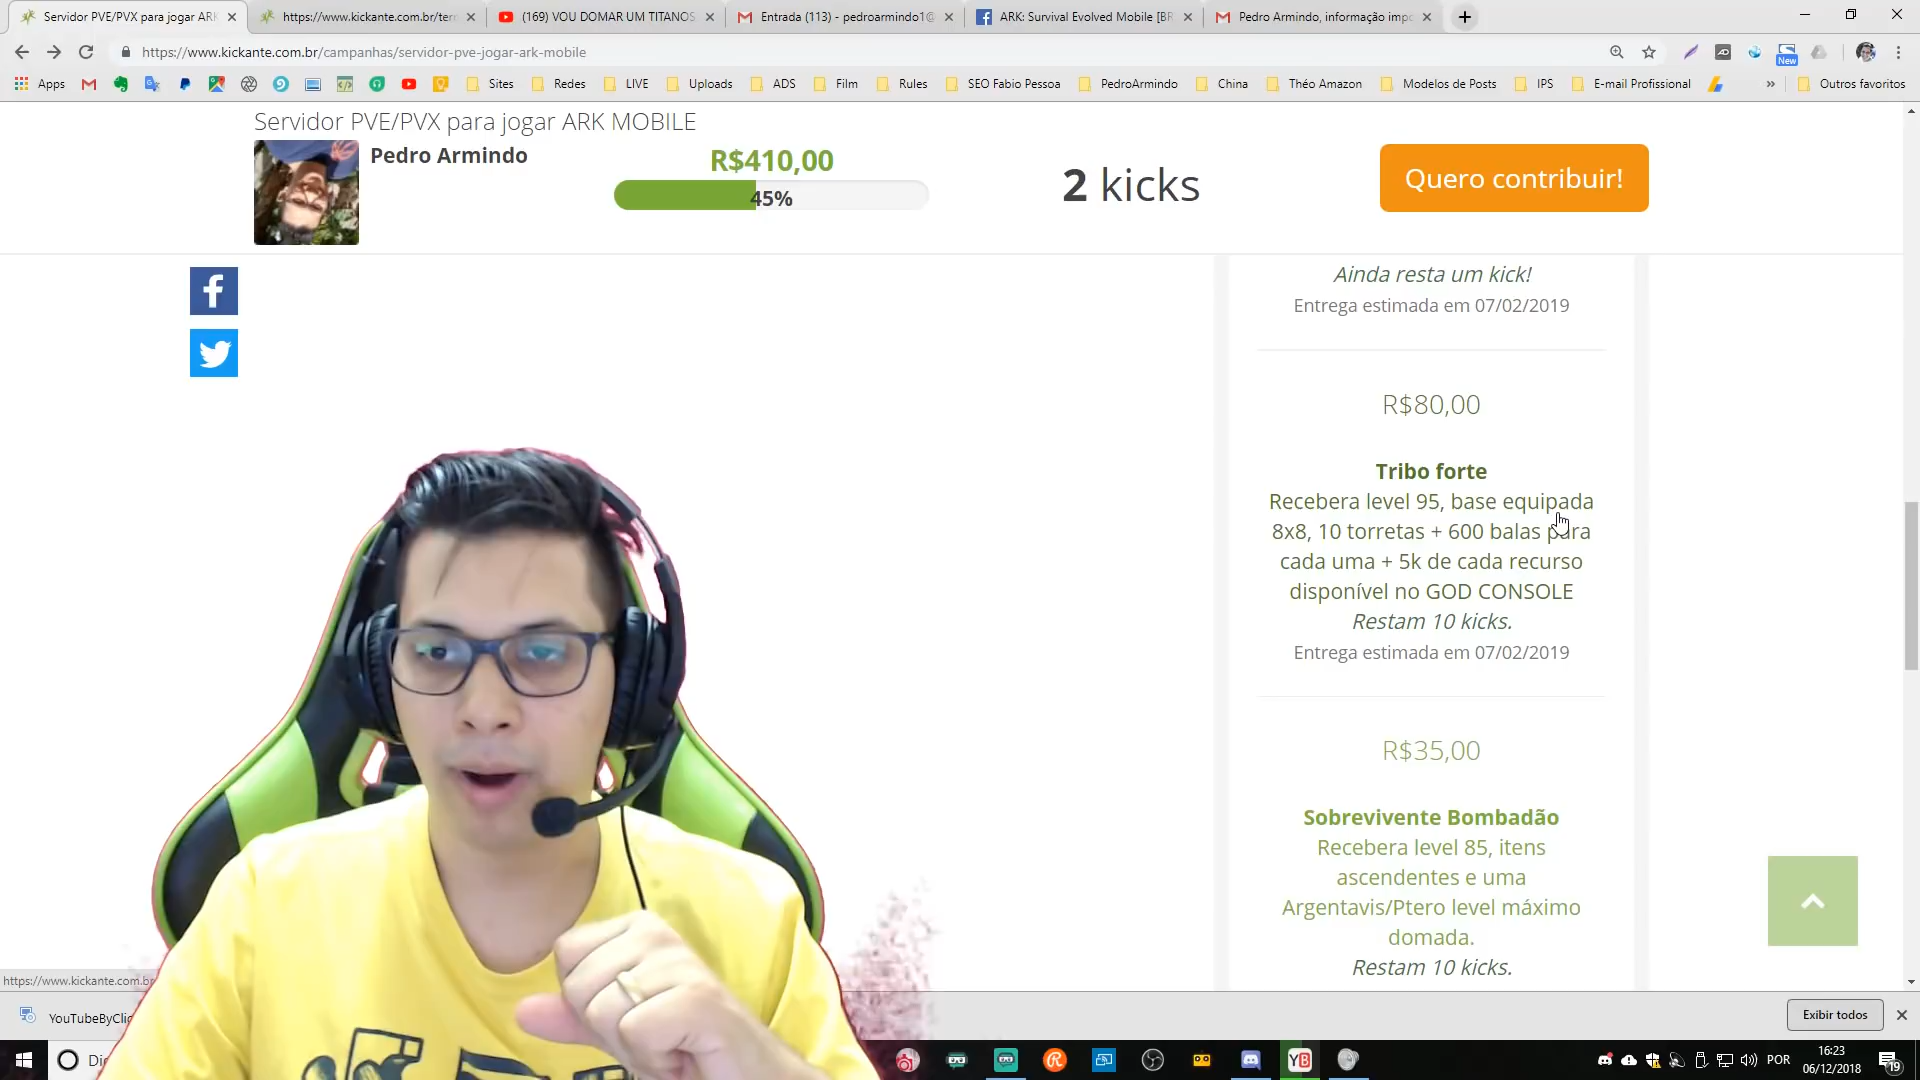 Servidor PVE/PVX para jogar ARK
https://www.kickante.com.br/ter
(169) VOU DOMAR UM TITANOS
Entrada (113) - pedroarmindo1@
ARK: Survival Evolved Mobile [BR
Pedro Armindo, informação impo
https://www.kickante.com.br/campanhas/servidor-pve-jogar-ark-mobile
New
Apps
Sites
Redes
LIVE
Uploads
ADS
Film
Rules
SEO Fabio Pessoa
PedroArmindo
China
Théo Amazon
Modelos de Posts
IPS
E-mail Profissional
»
Outros favoritos
Servidor PVE/PVX para jogar ARK MOBILE
Pedro Armindo
R$410,00
45%
2 kicks
Quero contribuir!
Ainda resta um kick!
Entrega estimada em 07/02/2019
R$80,00
Tribo forte
Recebera level 95, base equipada
8x8, 10 torretas + 600 balas para
cada uma + 5k de cada recurso
disponível no GOD CONSOLE
Restam 10 kicks.
Entrega estimada em 07/02/2019
R$35,00
Sobrevivente Bombadão
Recebera level 85, itens
ascendentes e uma
Argentavis/Ptero level máximo
domada.
Restam 10 kicks.
https://www.kickante.com.br
YouTubeByClic
Exibir todos
YB
POR
16:23
06/12/2018
19